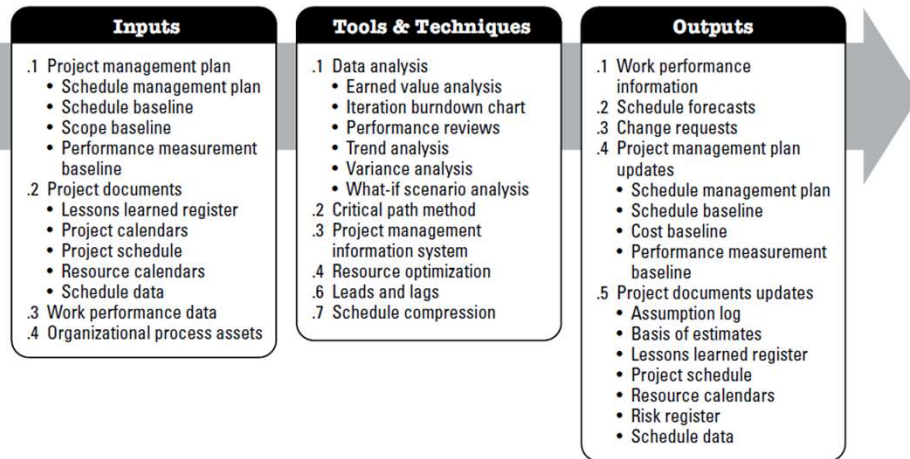 Inputs
.1 Project management plan
• Schedule management plan
• Schedule baseline
• Scope baseline
• Performance measurement
baseline
.2 Project documents
• Lessons learned register
• Project calendars
• Project schedule
• Resource calendars
• Schedule data
.3 Work performance data
.4 Organizational process assets
Tools & Techniques
.1 Data analysis
• Earned value analysis
• Iteration burndown chart
• Performance reviews
• Trend analysis
• Variance analysis
• What-if scenario analysis
.2 Critical path method
.3 Project management
information system
.4 Resource optimization
.6 Leads and lags
.7 Schedule compression
Outputs
.1 Work performance
information
.2 Schedule forecasts
.3 Change requests
.4 Project management plan
updates
• Schedule management plan
• Schedule baseline
• Cost baseline
• Performance measurement
baseline
.5 Project documents updates
• Assumption log
• Basis of estimates
• Lessons learned register
• Project schedule
• Resource calendars
• Risk register
• Schedule data